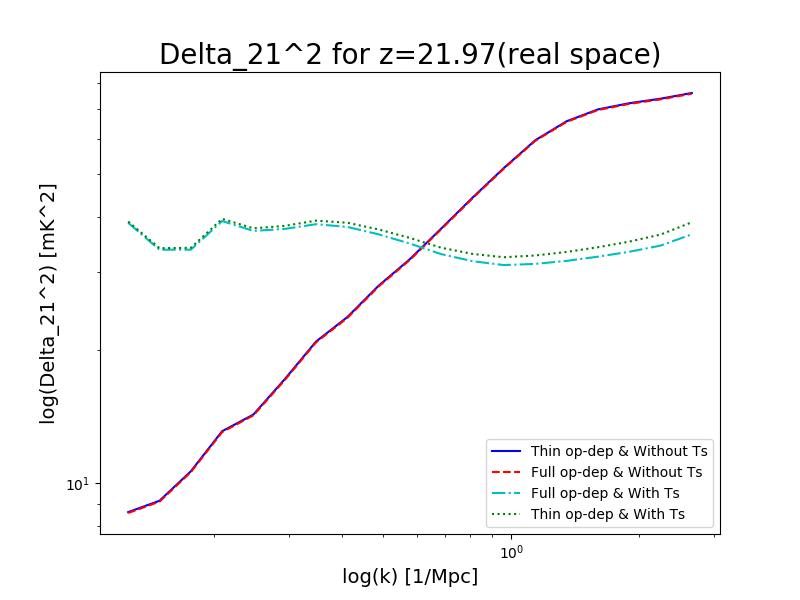 Delta_21^2 for z=21.97(real space)
log(Delta_21^2) [mK^2]
10^1
Thin op-dep & Without Ts
Full op-dep & Without Ts
Full op-dep & With Ts
Thin op-dep & With Ts
10^0
log(k) [1/Mpc]